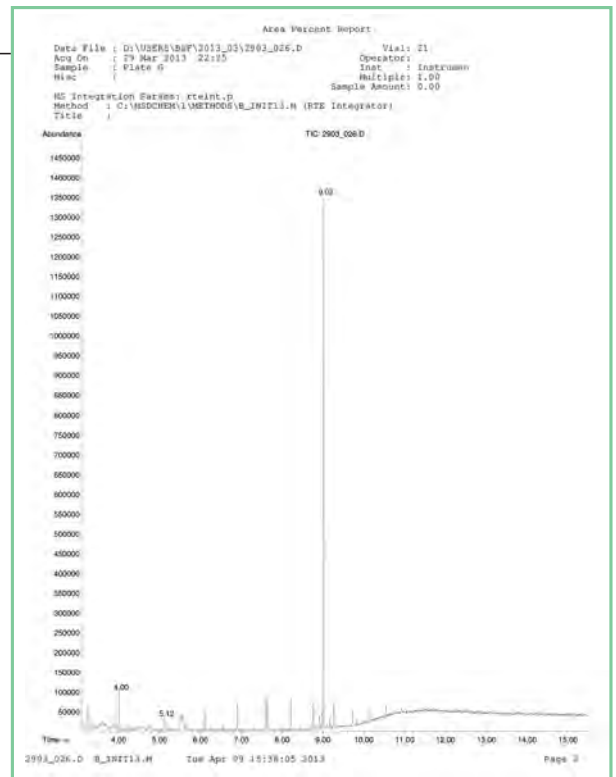 Area Percent Report
Data File : D:\USERS\BSF\2013_03\2903_026.D Vial: 21
Acq On : 29 Mar 2013 22:25 Operator:
Sample : Plate G Inst : Instrumen
Misc : Multiplr: 1.00
Sample Amount: 0.00
MS Integration Params: rteint.p
Method : C:\MSDCHEM\1\METHODS\B_INIT13.M (RTE Integrator)
Title :
Abundance
TIC: 2903_026.D
1450000
1400000
1350000
1300000
1250000
1200000
1150000
1100000
1050000
1000000
950000
900000
850000
800000
750000
700000
650000
600000
550000
500000
450000
400000
350000
300000
250000
200000
150000
100000
50000
9.02
4.00
5.12
Time-->
4.00 5.00 6.00 7.00 8.00 9.00 10.00 11.00 12.00 13.00 14.00 15.00
2903_026.D B_INIT13.M Tue Apr 09 15:38:05 2013 Page 2